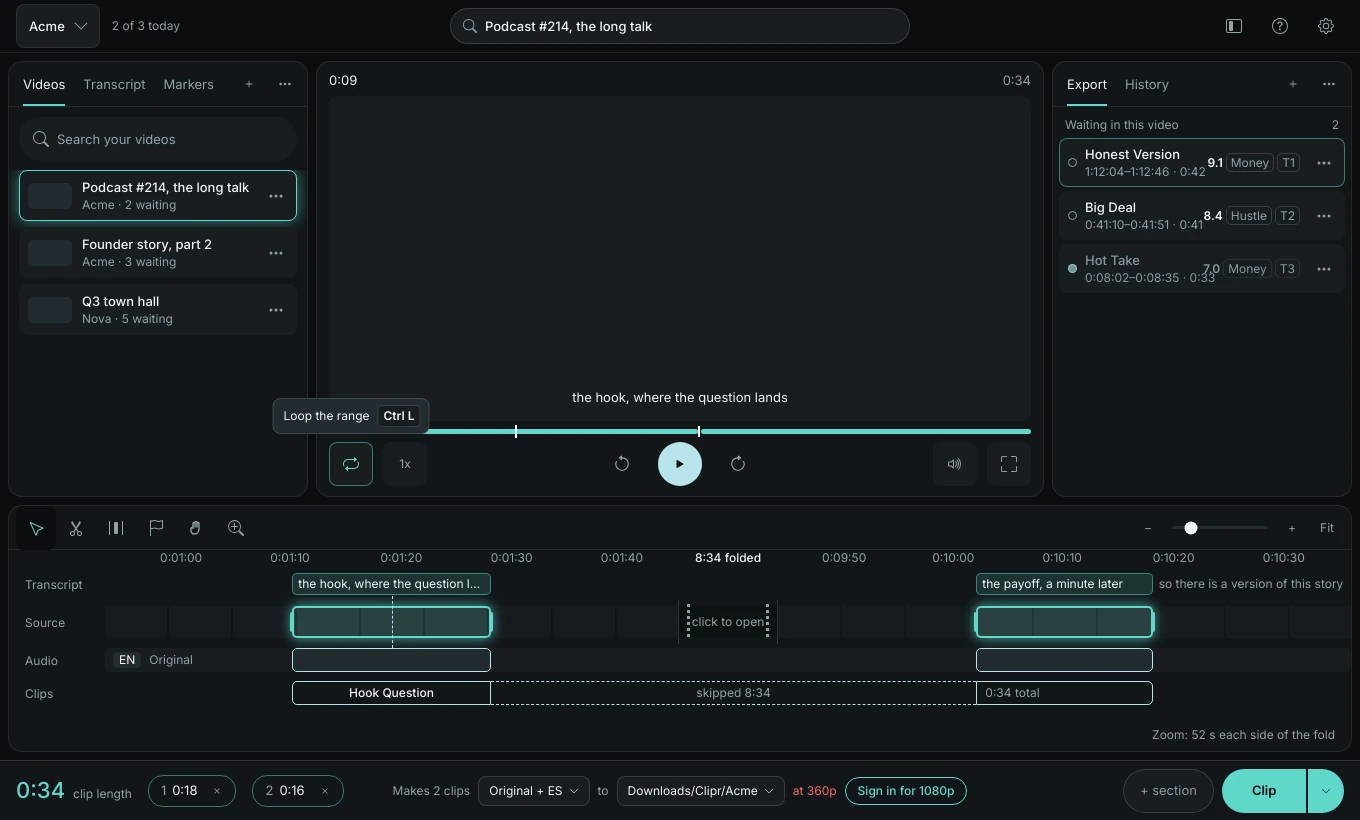 Acme
2 of 3 today
Podcast #214, the long talk
Videos
Transcript
Markers
+
Search your videos
Podcast #214, the long talk
Acme · 2 waiting
Founder story, part 2
Acme · 3 waiting
Q3 town hall
Nova · 5 waiting
0:09
0:34
the hook, where the question lands
Loop the range Ctrl L
1x
Export
History
+
Waiting in this video 2
Honest Version
1:12:04–1:12:46 · 0:42
9.1 Money T1
Big Deal
0:41:10–0:41:51 · 0:41
8.4 Hustle T2
Hot Take
0:08:02–0:08:35 · 0:33
7.0 Money T3
− + Fit
0:01:00 0:01:10 0:01:20 0:01:30 0:01:40 8:34 folded 0:09:50 0:10:00 0:10:10 0:10:20 0:10:30
Transcript the hook, where the question l... the payoff, a minute later so there is a version of this story
Source click to open
Audio EN Original
Clips Hook Question skipped 8:34 0:34 total
Zoom: 52 s each side of the fold
0:34 clip length
1 0:18 ×
2 0:16 ×
Makes 2 clips Original + ES to Downloads/Clipr/Acme at 360p Sign in for 1080p
+ section
Clip